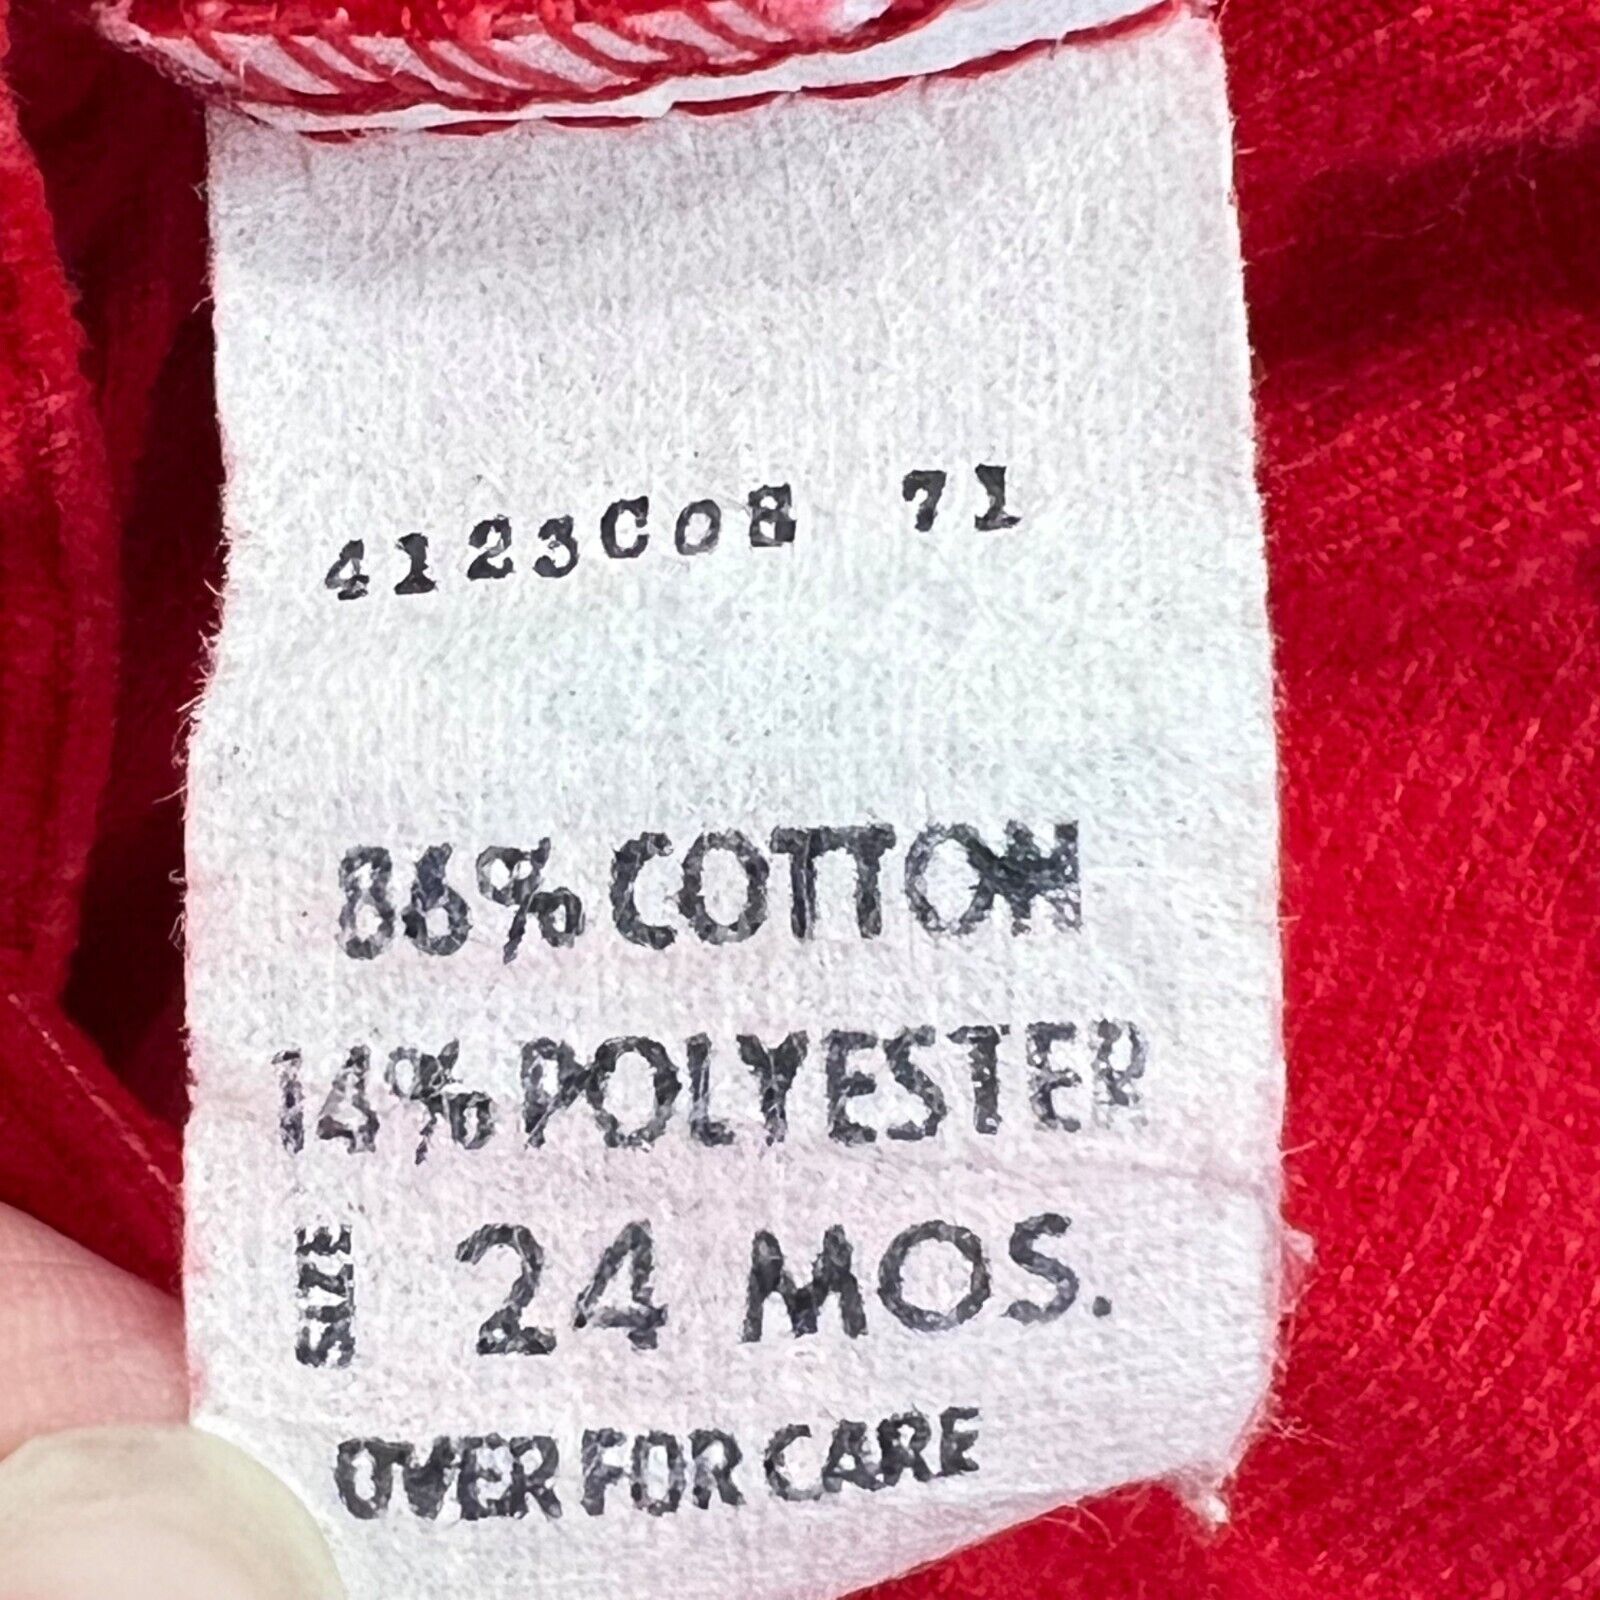 4123C08 71
86% COTTON
14% POLYESTER
SIZE 24 MOS.
OVER FOR CARE